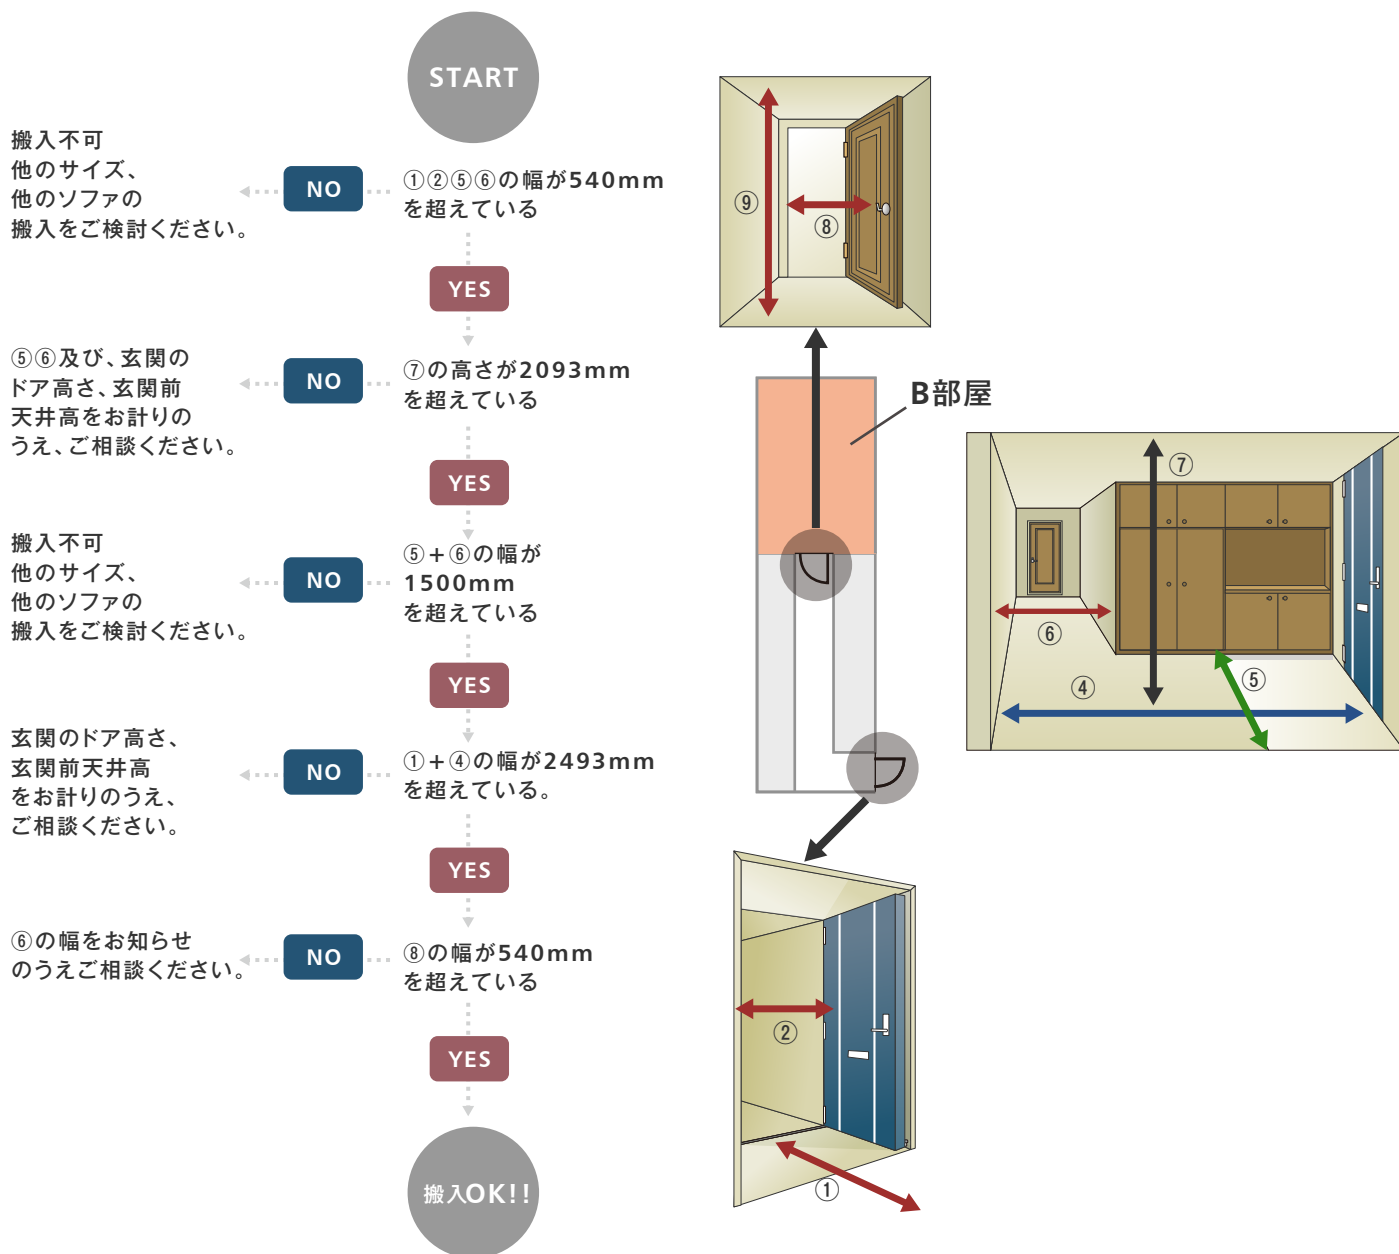 START
①②⑤⑥の幅が540mm
を超えている
NO
搬入不可
他のサイズ、
他のソファの
搬入をご検討ください。
YES
⑦の高さが2093mm
を超えている
NO
⑤⑥及び、玄関の
ドア高さ、玄関前
天井高をお計りの
うえ、ご相談ください。
YES
⑤+⑥の幅が
1500mm
を超えている
NO
搬入不可
他のサイズ、
他のソファの
搬入をご検討ください。
YES
①+④の幅が2493mm
を超えている。
NO
玄関のドア高さ、
玄関前天井高
をお計りのうえ、
ご相談ください。
YES
⑧の幅が540mm
を超えている
NO
⑥の幅をお知らせ
のうえご相談ください。
YES
搬入OK!!
⑨
⑧
B部屋
⑦
⑥
④
⑤
②
①